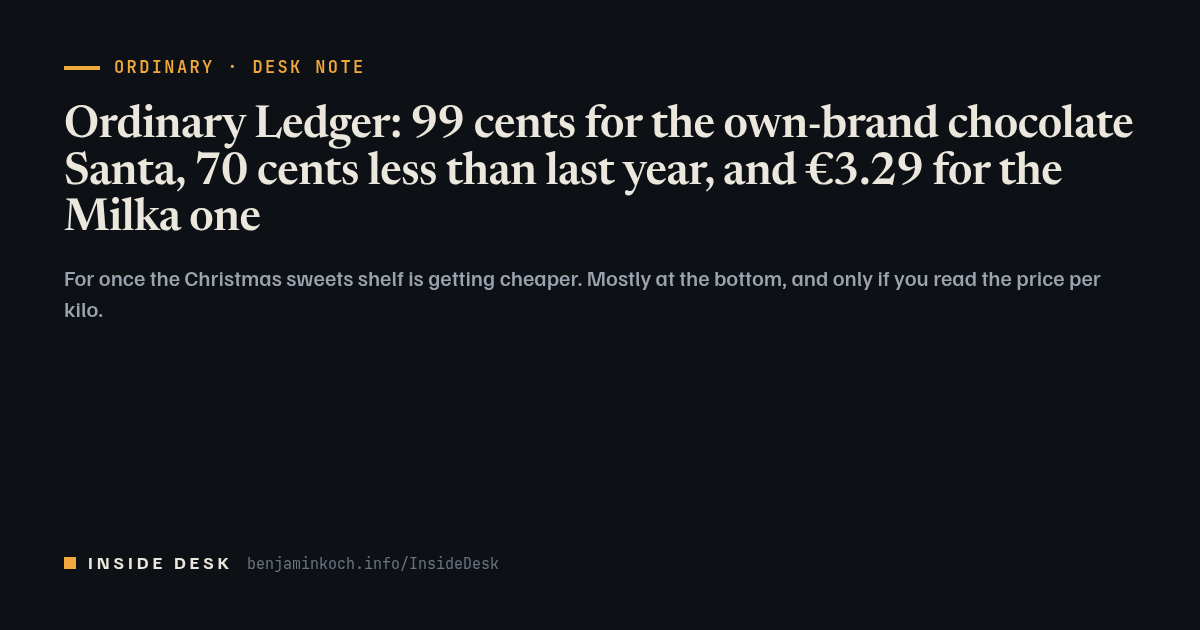 ORDINARY · DESK NOTE
Ordinary Ledger: 99 cents for the own-brand chocolate
Santa, 70 cents less than last year, and €3.29 for the
Milka one
For once the Christmas sweets shelf is getting cheaper. Mostly at the bottom, and only if you read the price per
kilo.
INSIDE DESK benjaminkoch.info/InsideDesk